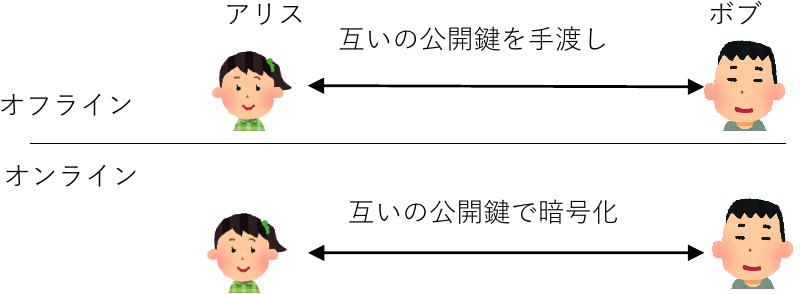 アリス
ボブ
互いの公開鍵を手渡し
オフライン
オンライン
互いの公開鍵で暗号化